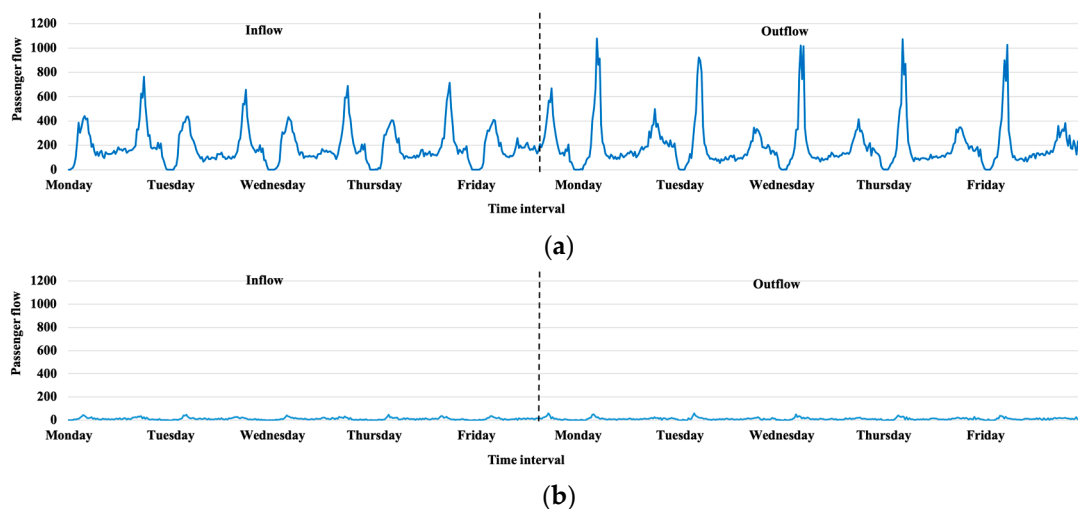 Inflow Outflow
Passenger flow
1200
1000
800
600
400
200
0
Monday Tuesday Wednesday Thursday Friday Monday Tuesday Wednesday Thursday Friday
Time interval
(a)
Inflow Outflow
Passenger flow
1200
1000
800
600
400
200
0
Monday Tuesday Wednesday Thursday Friday Monday Tuesday Wednesday Thursday Friday
Time interval
(b)